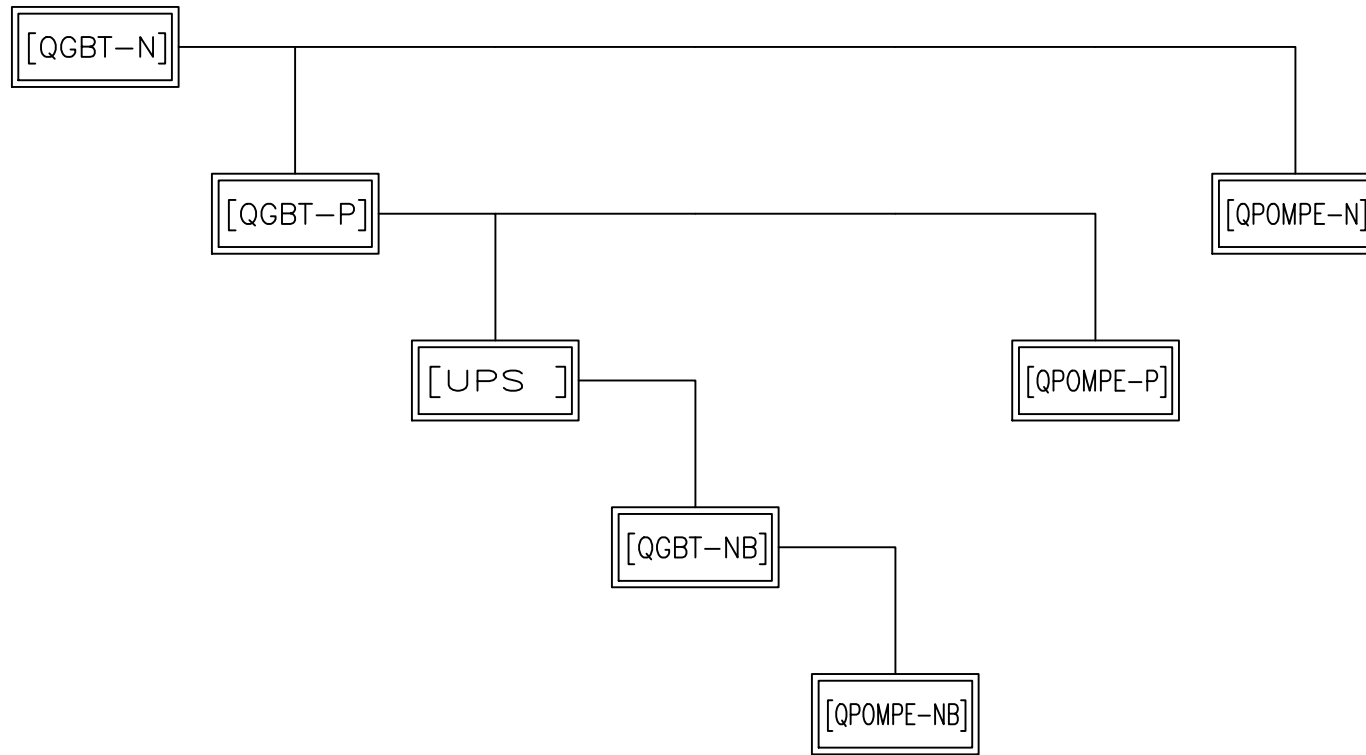 [QGBT-N]
[QGBT-P]
[QPOMPE-N]
[UPS ]
[QPOMPE-P]
[QGBT-NB]
[QPOMPE-NB]